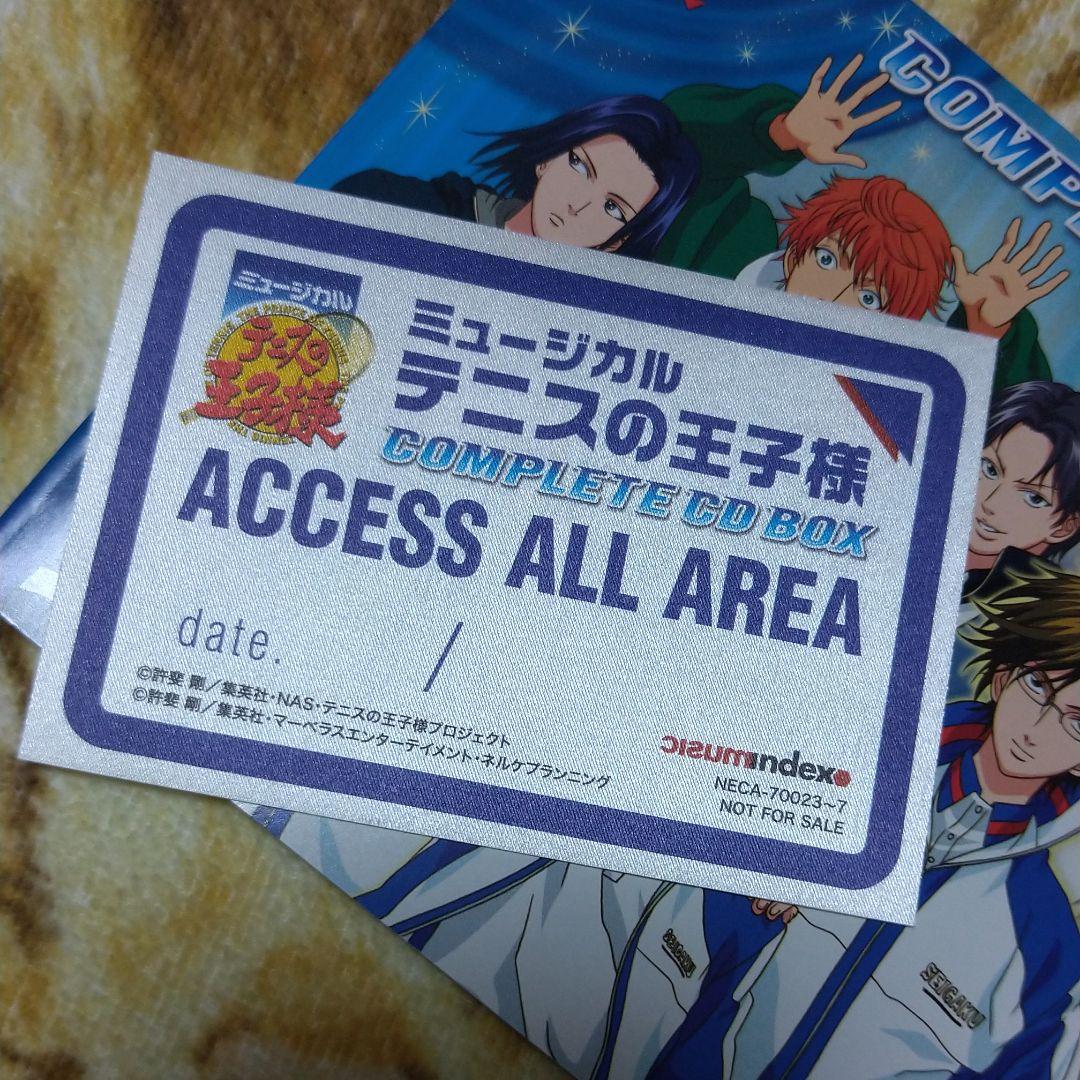 COMP
ミュージカル
テニスの
王子様
ミュージカル
テニスの王子様
COMPLETE CD BOX
ACCESS ALL AREA
date. /
©許斐 剛／集英社・NAS・テニスの王子様プロジェクト
©許斐 剛／集英社・マーベラスエンターテイメント・ネルケプランニング
indexmusic
NECA-70023~7
NOT FOR SALE
SEIGAKU
SEIGAKU